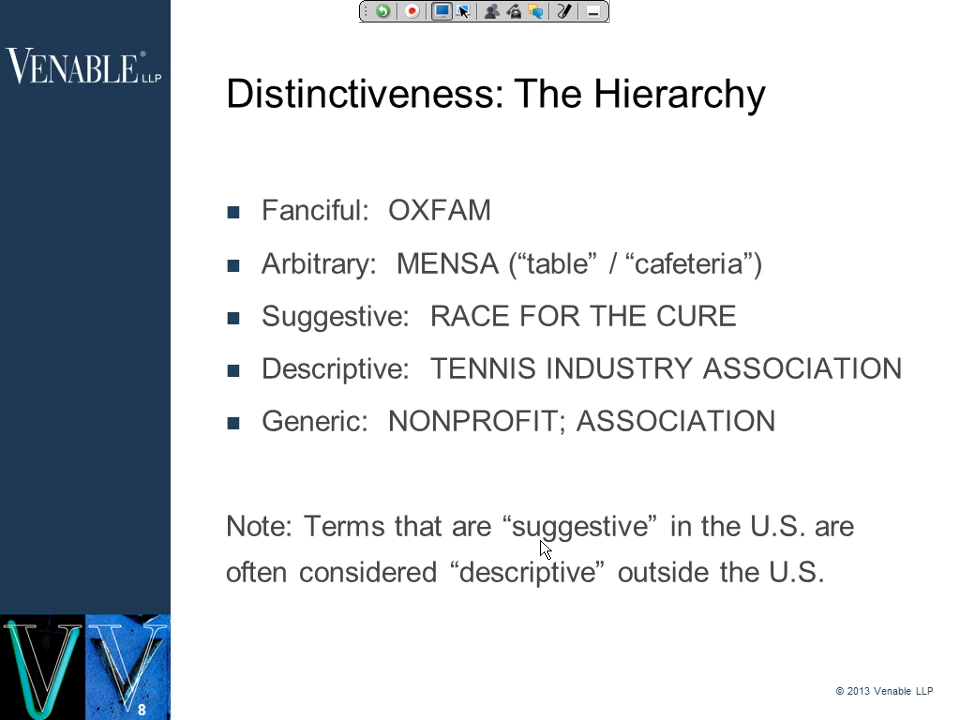 VENABLE® LLP
Distinctiveness: The Hierarchy
Fanciful: OXFAM
Arbitrary: MENSA (“table” / “cafeteria”)
Suggestive: RACE FOR THE CURE
Descriptive: TENNIS INDUSTRY ASSOCIATION
Generic: NONPROFIT; ASSOCIATION
Note: Terms that are “suggestive” in the U.S. are
often considered “descriptive” outside the U.S.
© 2013 Venable LLP
V V
8